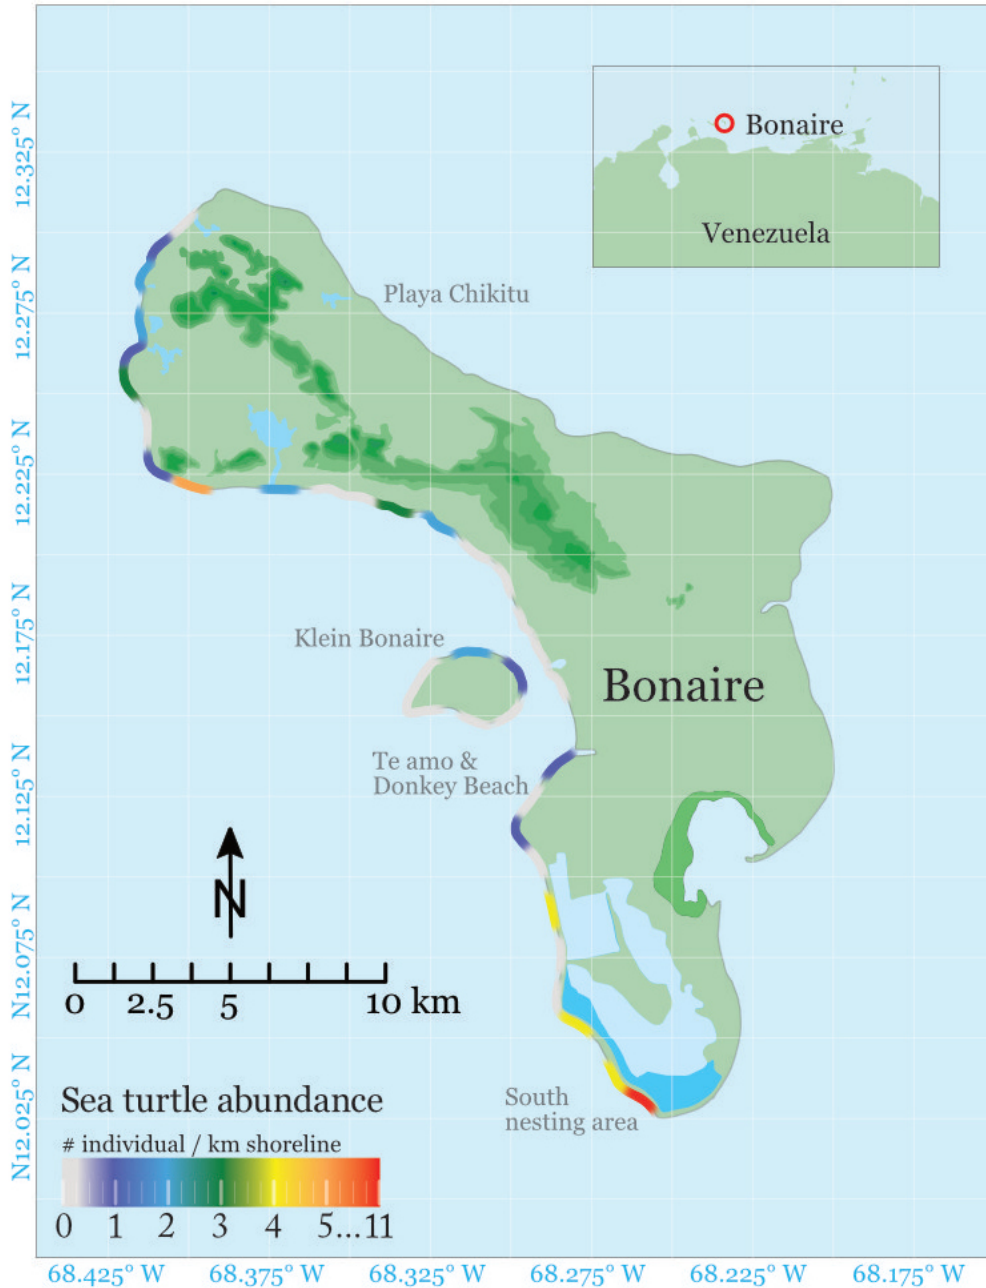 Bonaire
Venezuela
12.325° N
12.275° N
12.225° N
12.175° N
12.125° N
N12.075° N
N12.025° N
Playa Chikitu
Klein Bonaire
Bonaire
Te amo &
Donkey Beach
N
0 2.5 5 10 km
South
nesting area
Sea turtle abundance
# individual / km shoreline
0 1 2 3 4 5...11
68.425° W 68.375° W 68.325° W 68.275° W 68.225° W 68.175° W